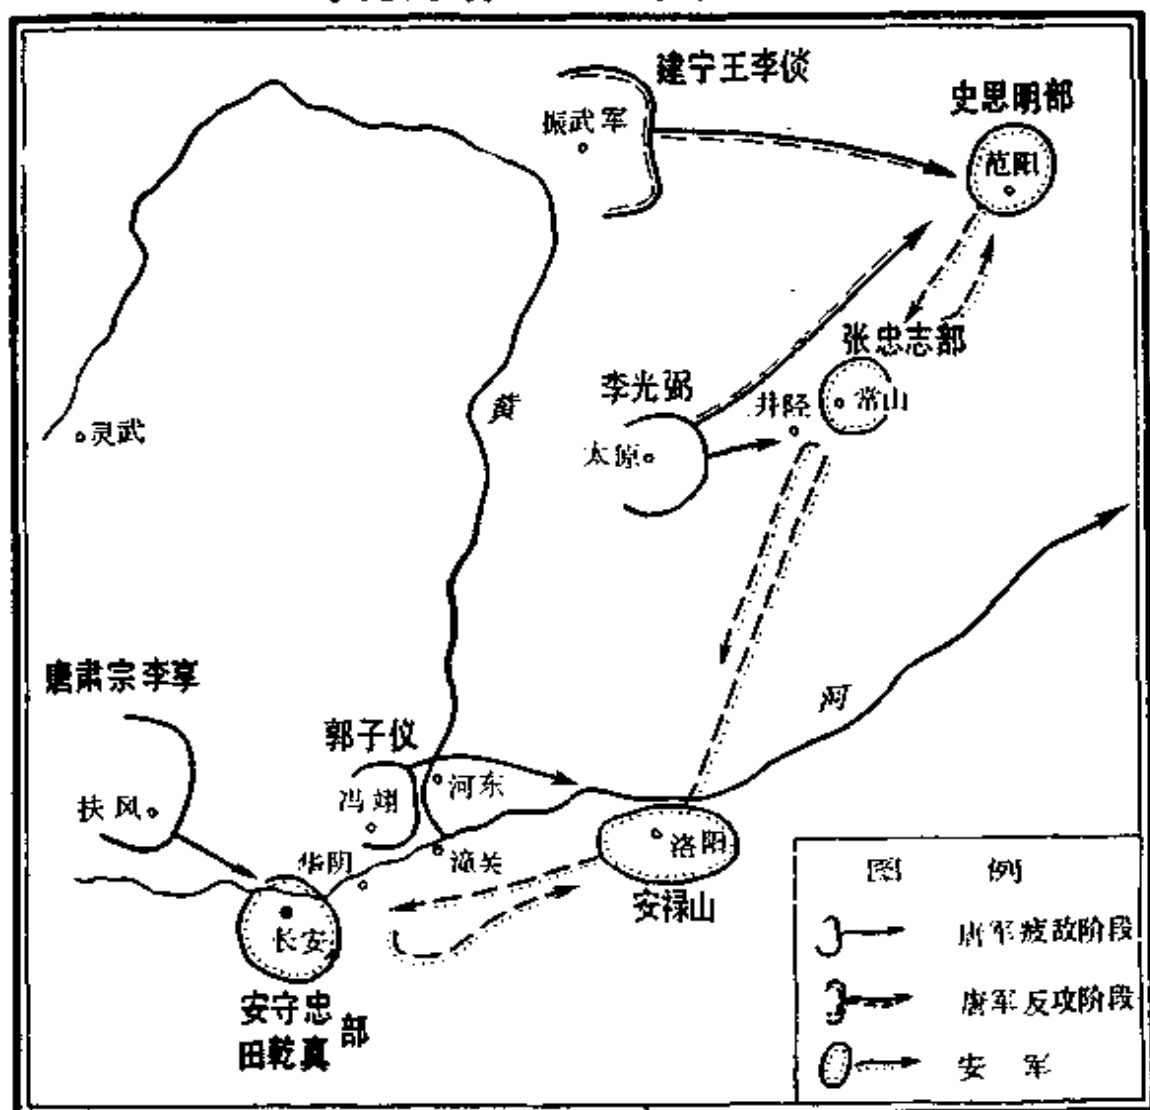 建宁王李倓
振武军
史思明部
范阳
张忠志部
常山
井陉
李光弼
太原
灵武
黄
河
唐肃宗李亨
扶风
郭子仪
冯翊
河东
华阴
潼关
洛阳
安禄山
长安
安守忠
田乾真
部
图 例
唐军疲敌阶段
唐军反攻阶段
安 军